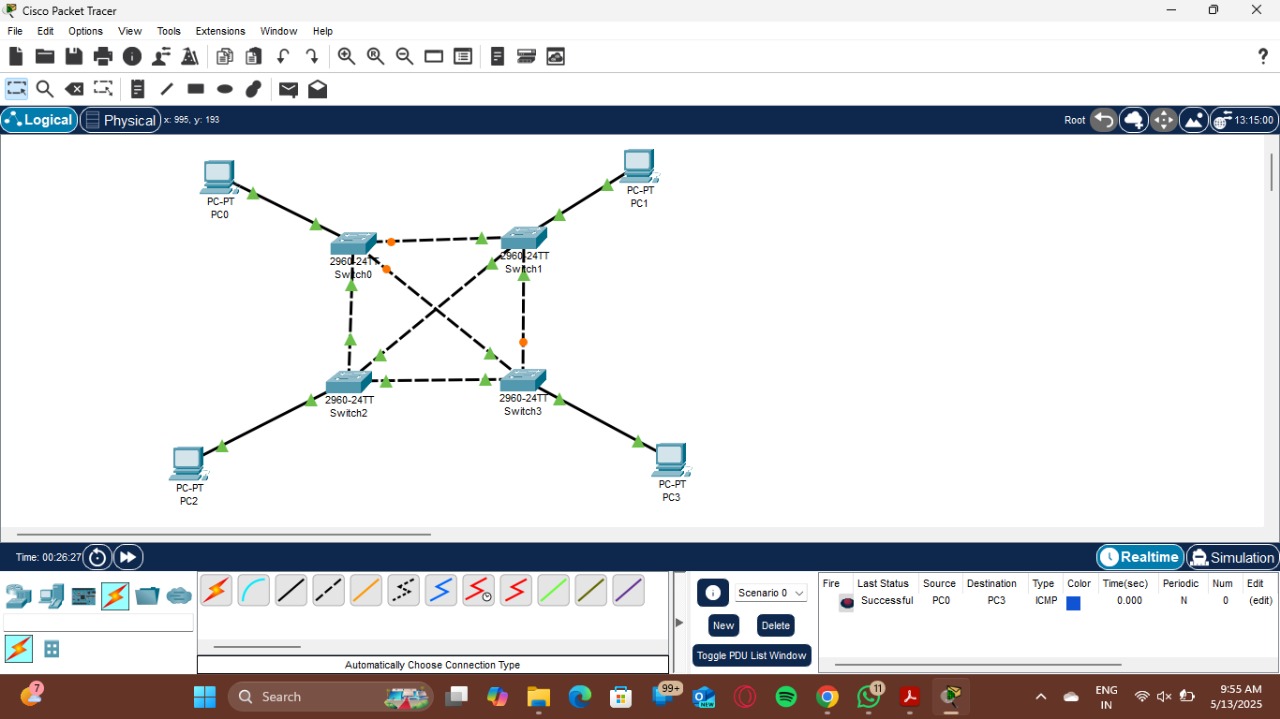 Cisco Packet Tracer
File Edit Options View Tools Extensions Window Help
Logical Physical x: 995, y: 193 Root 13:15:00
PC-PT
PC0
PC-PT
PC1
2960-24TT
Switch0
2960-24TT
Switch1
2960-24TT
Switch2
2960-24TT
Switch3
PC-PT
PC2
PC-PT
PC3
Time: 00:26:27 Realtime Simulation
Scenario 0
New Delete
Toggle PDU List Window
Fire Last Status Source Destination Type Color Time(sec) Periodic Num Edit
Successful PC0 PC3 ICMP 0.000 N 0 (edit)
Automatically Choose Connection Type
7
Search
99+
NEW
11
ENG
IN
9:55 AM
5/13/2025